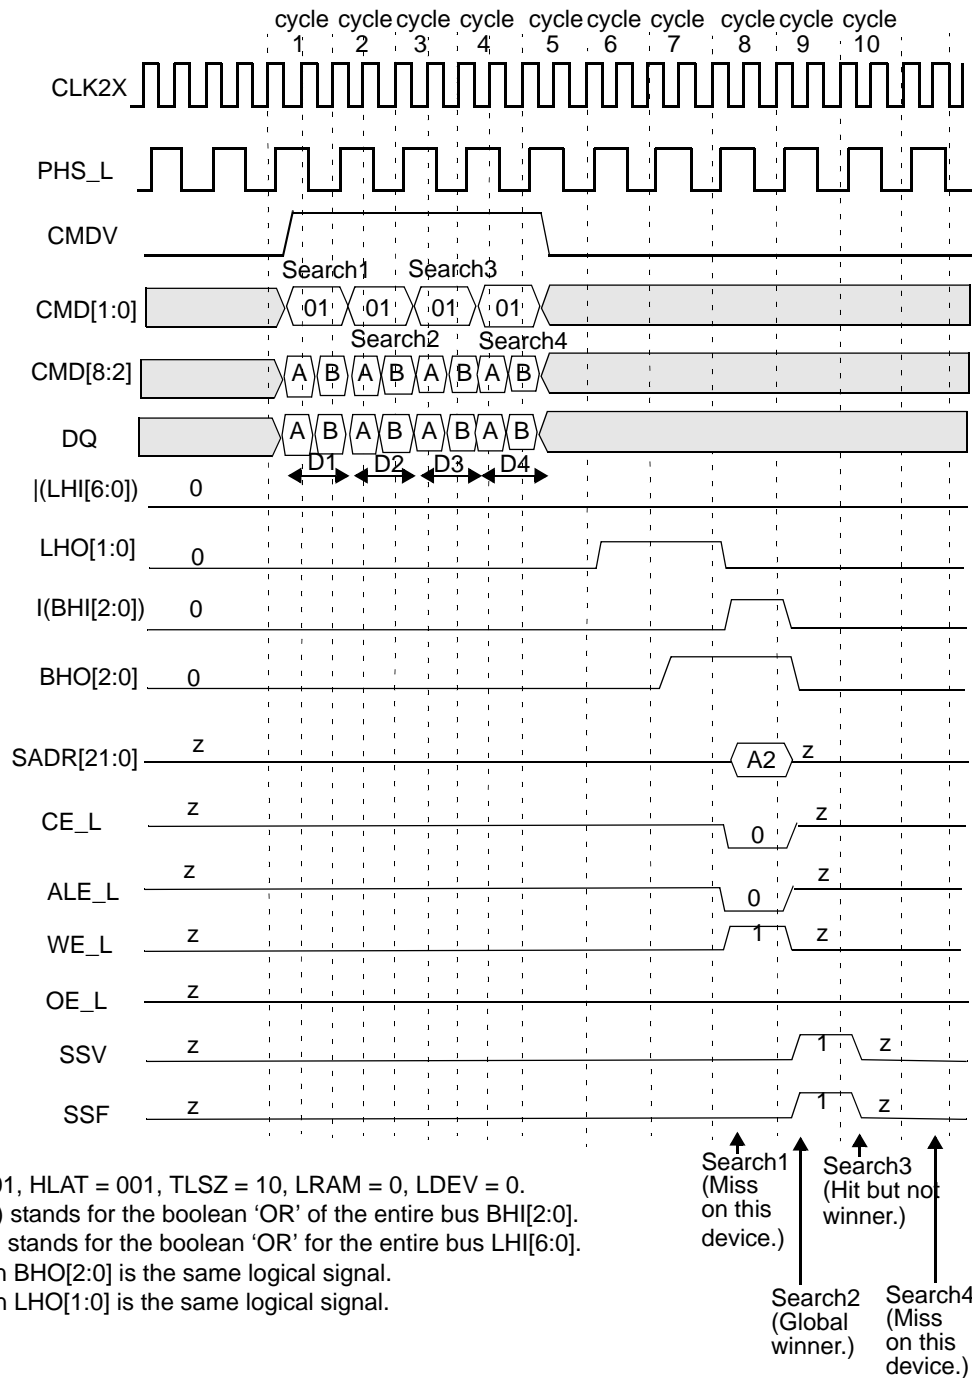 cycle cycle cycle cycle cycle cycle cycle cycle cycle cycle
1 2 3 4 5 6 7 8 9 10
CLK2X
PHS_L
CMDV
Search1 Search3
CMD[1:0] 01 01 01 01
Search2 Search4
CMD[8:2] A B A B A B A B
DQ A B A B A B A B
D1 D2 D3 D4
|(LHI[6:0]) 0
LHO[1:0] 0
I(BHI[2:0]) 0
BHO[2:0] 0
SADR[21:0] z A2 z
CE_L z 0 z
ALE_L z 0 z
WE_L z 1 z
OE_L z
SSV z 1 z
SSF z 1 z
Search1
(Miss
on this
device.)
Search3
(Hit but not
winner.)
01, HLAT = 001, TLSZ = 10, LRAM = 0, LDEV = 0.
) stands for the boolean ‘OR’ of the entire bus BHI[2:0].
stands for the boolean ‘OR’ for the entire bus LHI[6:0].
n BHO[2:0] is the same logical signal.
n LHO[1:0] is the same logical signal.
Search2
(Global
winner.)
Search4
(Miss
on this
device.)